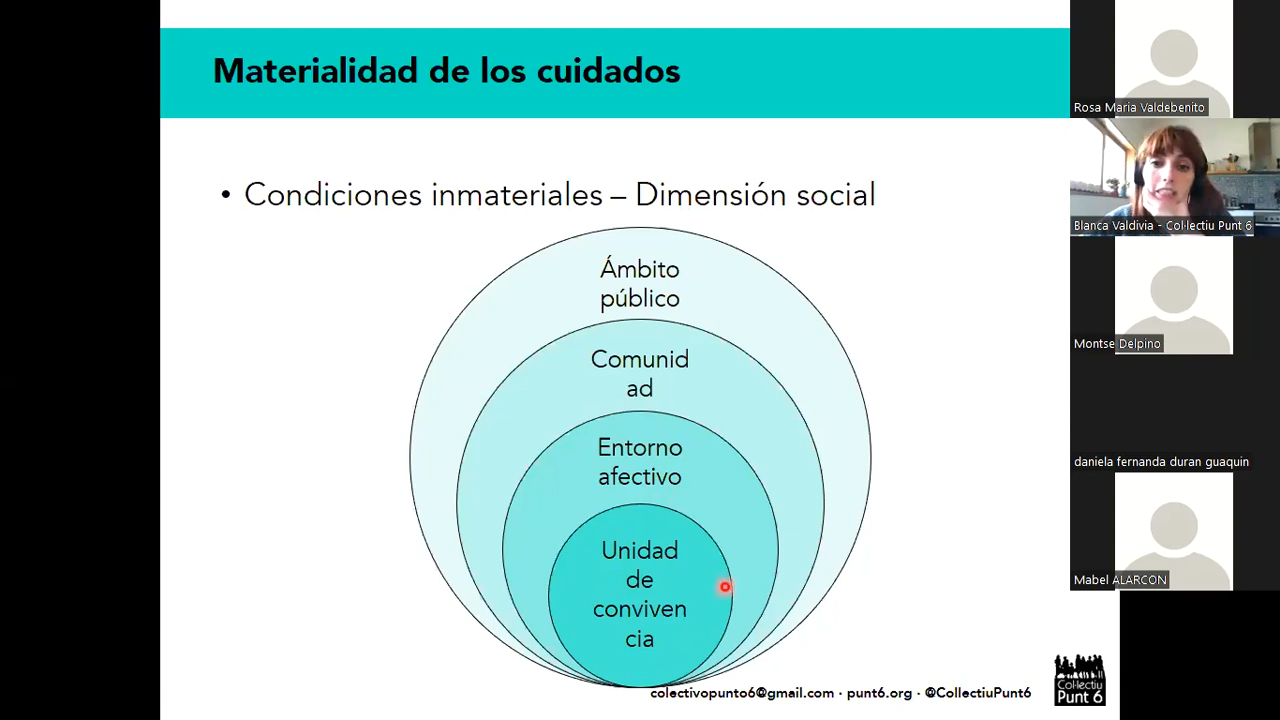 Materialidad de los cuidados
• Condiciones inmateriales – Dimensión social
Ámbito
público
Comunid
ad
Entorno
afectivo
Unidad
de
conviven
cia
colectivopunto6@gmail.com · punt6.org · @CollectiuPunt6
Col·lectiu
Punt 6
Rosa Maria Valdebenito
Blanca Valdivia - Col·lectiu Punt 6
Montse Delpino
daniela fernanda duran guaquin
Mabel ALARCON